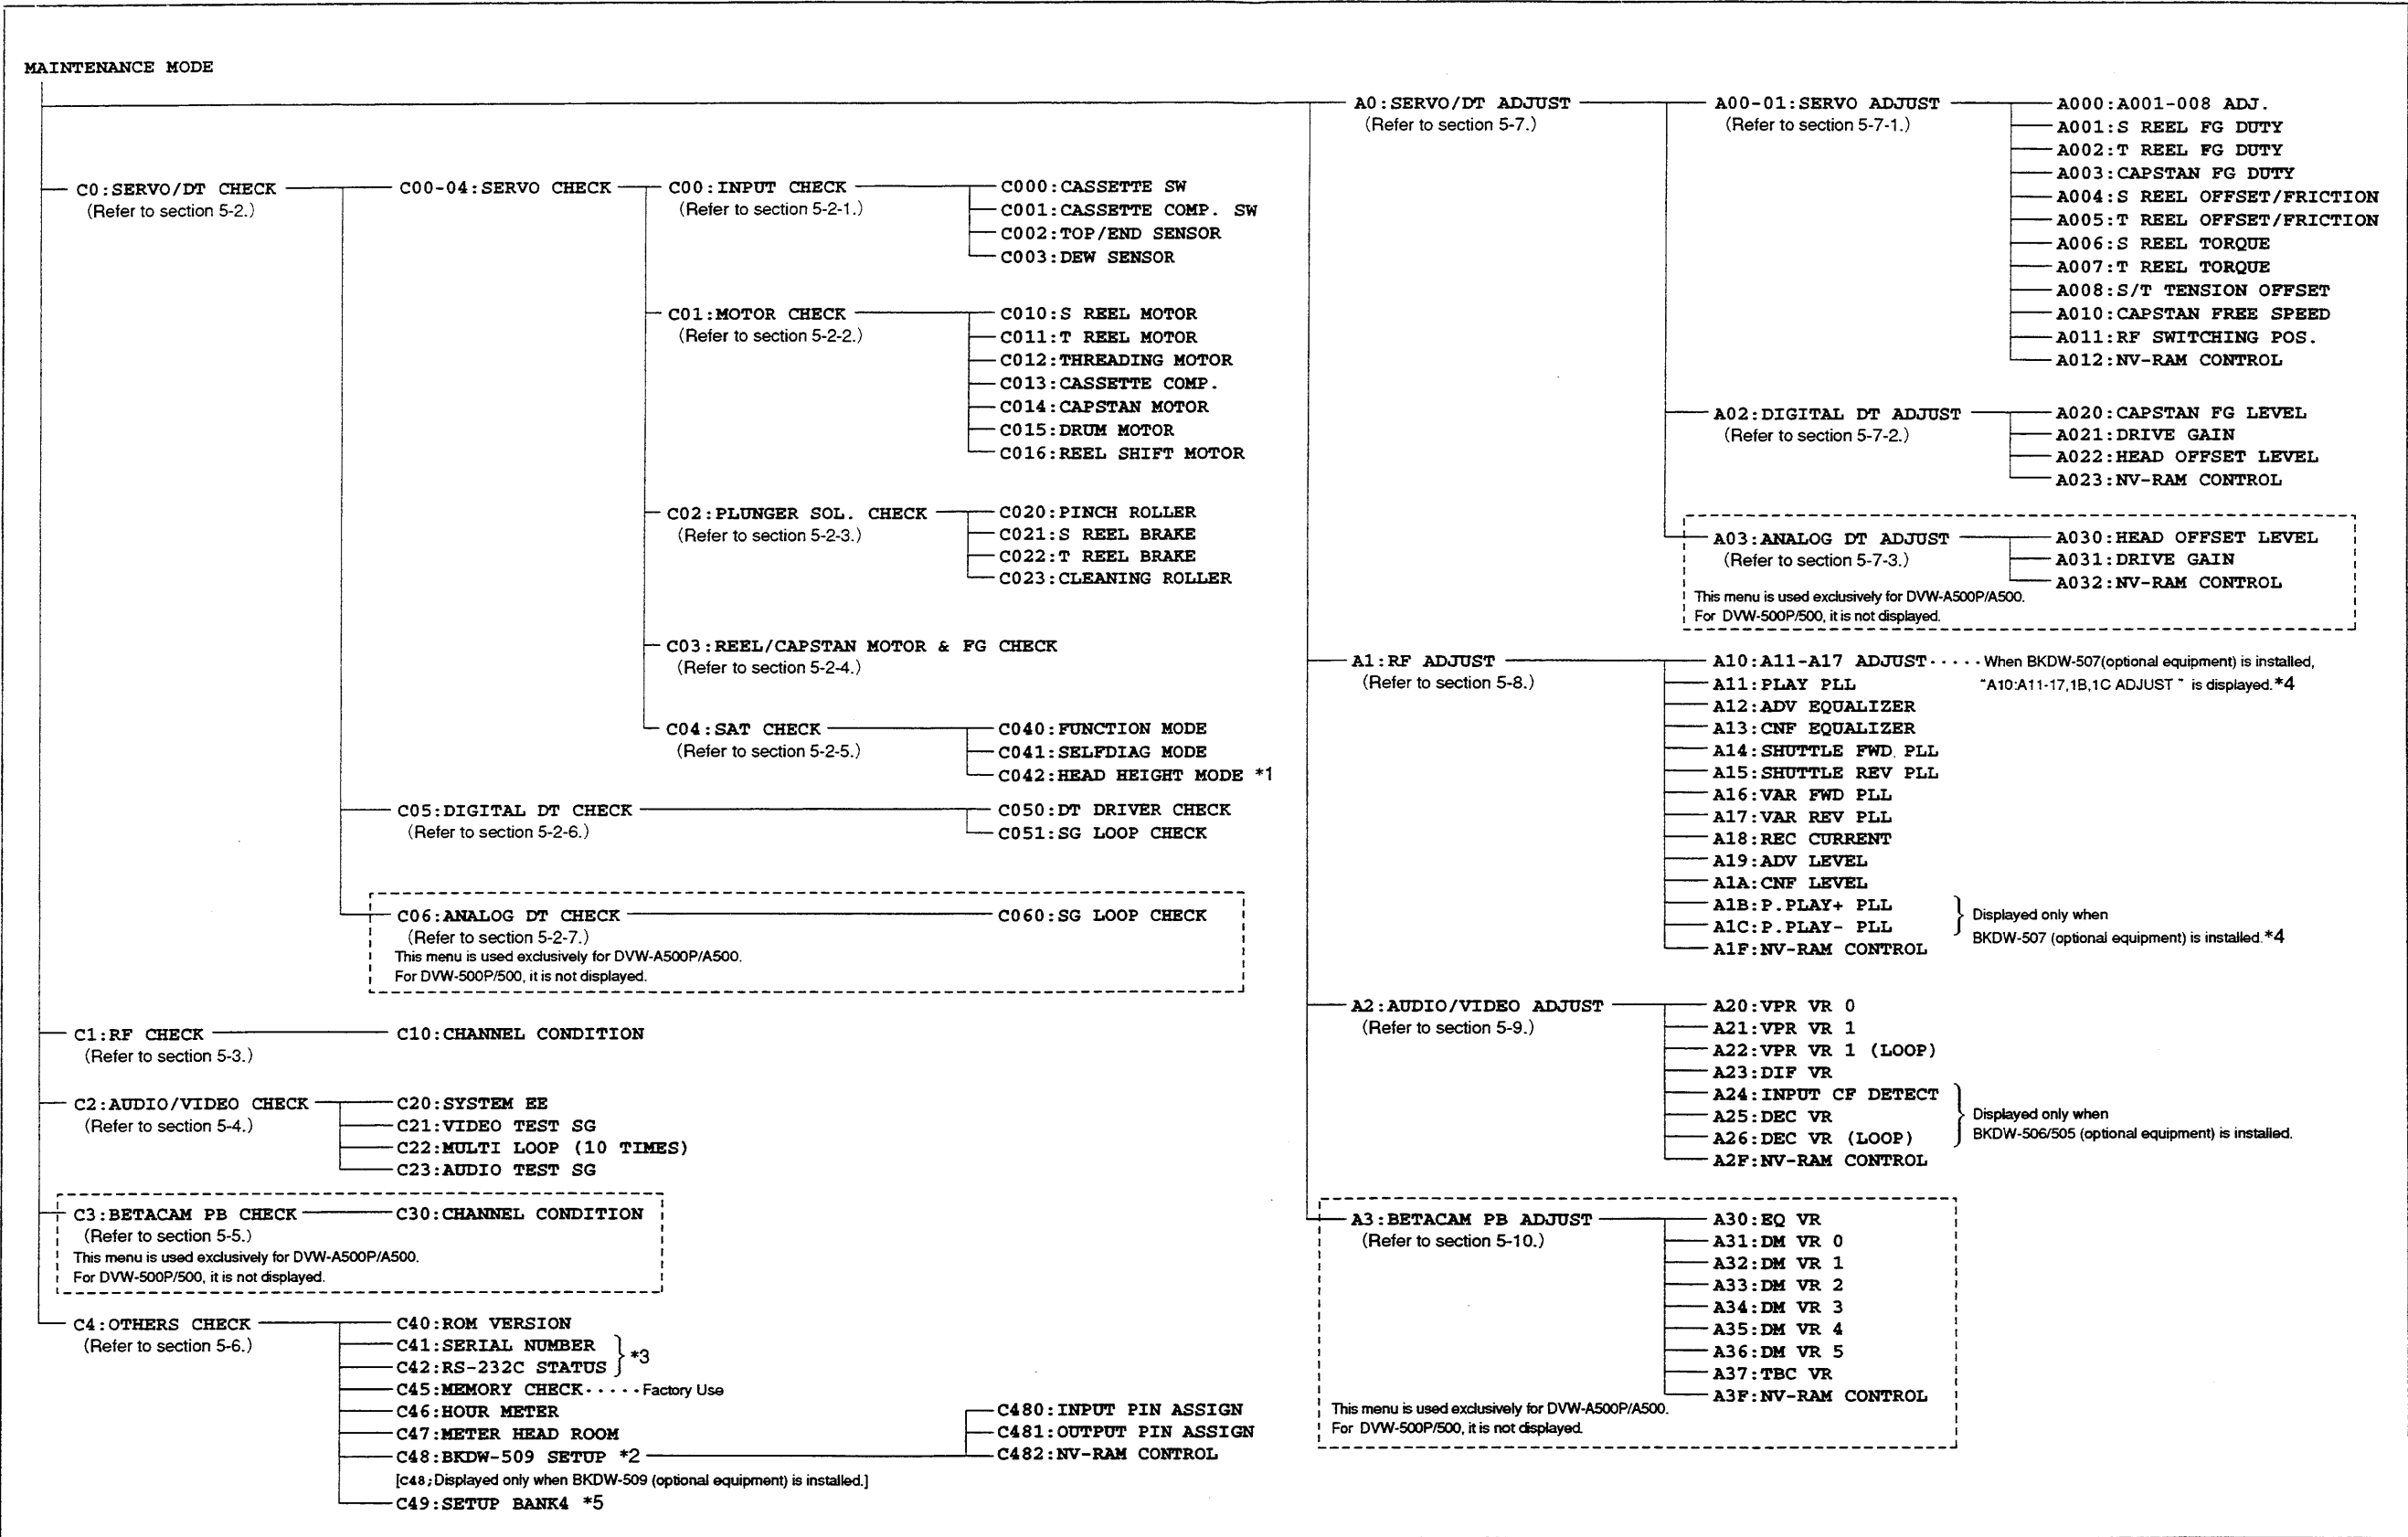 MAINTENANCE MODE
C0:SERVO/DT CHECK
(Refer to section 5-2.)
C00-04:SERVO CHECK
C00:INPUT CHECK
(Refer to section 5-2-1.)
C000:CASSETTE SW
C001:CASSETTE COMP. SW
C002:TOP/END SENSOR
C003:DEW SENSOR
C01:MOTOR CHECK
(Refer to section 5-2-2.)
C010:S REEL MOTOR
C011:T REEL MOTOR
C012:THREADING MOTOR
C013:CASSETTE COMP.
C014:CAPSTAN MOTOR
C015:DRUM MOTOR
C016:REEL SHIFT MOTOR
C02:PLUNGER SOL. CHECK
(Refer to section 5-2-3.)
C020:PINCH ROLLER
C021:S REEL BRAKE
C022:T REEL BRAKE
C023:CLEANING ROLLER
C03:REEL/CAPSTAN MOTOR & FG CHECK
(Refer to section 5-2-4.)
C04:SAT CHECK
(Refer to section 5-2-5.)
C040:FUNCTION MODE
C041:SELFDIAG MODE
C042:HEAD HEIGHT MODE *1
C05:DIGITAL DT CHECK
(Refer to section 5-2-6.)
C050:DT DRIVER CHECK
C051:SG LOOP CHECK
C06:ANALOG DT CHECK
(Refer to section 5-2-7.)
This menu is used exclusively for DVW-A500P/A500.
For DVW-500P/500, it is not displayed.
C060:SG LOOP CHECK
C1:RF CHECK
(Refer to section 5-3.)
C10:CHANNEL CONDITION
C2:AUDIO/VIDEO CHECK
(Refer to section 5-4.)
C20:SYSTEM EE
C21:VIDEO TEST SG
C22:MULTI LOOP (10 TIMES)
C23:AUDIO TEST SG
C3:BETACAM PB CHECK
(Refer to section 5-5.)
This menu is used exclusively for DVW-A500P/A500.
For DVW-500P/500, it is not displayed.
C30:CHANNEL CONDITION
C4:OTHERS CHECK
(Refer to section 5-6.)
C40:ROM VERSION
C41:SERIAL NUMBER
C42:RS-232C STATUS
*3
C45:MEMORY CHECK·····Factory Use
C46:HOUR METER
C47:METER HEAD ROOM
C48:BKDW-509 SETUP *2
[C48;Displayed only when BKDW-509 (optional equipment) is installed.]
C49:SETUP BANK4 *5
C480:INPUT PIN ASSIGN
C481:OUTPUT PIN ASSIGN
C482:NV-RAM CONTROL
A0:SERVO/DT ADJUST
(Refer to section 5-7.)
A00-01:SERVO ADJUST
(Refer to section 5-7-1.)
A000:A001-008 ADJ.
A001:S REEL FG DUTY
A002:T REEL FG DUTY
A003:CAPSTAN FG DUTY
A004:S REEL OFFSET/FRICTION
A005:T REEL OFFSET/FRICTION
A006:S REEL TORQUE
A007:T REEL TORQUE
A008:S/T TENSION OFFSET
A010:CAPSTAN FREE SPEED
A011:RF SWITCHING POS.
A012:NV-RAM CONTROL
A02:DIGITAL DT ADJUST
(Refer to section 5-7-2.)
A020:CAPSTAN FG LEVEL
A021:DRIVE GAIN
A022:HEAD OFFSET LEVEL
A023:NV-RAM CONTROL
A03:ANALOG DT ADJUST
(Refer to section 5-7-3.)
This menu is used exclusively for DVW-A500P/A500.
For DVW-500P/500, it is not displayed.
A030:HEAD OFFSET LEVEL
A031:DRIVE GAIN
A032:NV-RAM CONTROL
A1:RF ADJUST
(Refer to section 5-8.)
A10:A11-A17 ADJUST·····When BKDW-507(optional equipment) is installed,
"A10:A11-17,1B,1C ADJUST " is displayed.*4
A11:PLAY PLL
A12:ADV EQUALIZER
A13:CNF EQUALIZER
A14:SHUTTLE FWD PLL
A15:SHUTTLE REV PLL
A16:VAR FWD PLL
A17:VAR REV PLL
A18:REC CURRENT
A19:ADV LEVEL
A1A:CNF LEVEL
A1B:P.PLAY+ PLL
A1C:P.PLAY- PLL
Displayed only when
BKDW-507 (optional equipment) is installed.*4
A1F:NV-RAM CONTROL
A2:AUDIO/VIDEO ADJUST
(Refer to section 5-9.)
A20:VPR VR 0
A21:VPR VR 1
A22:VPR VR 1 (LOOP)
A23:DIF VR
A24:INPUT CF DETECT
A25:DEC VR
A26:DEC VR (LOOP)
Displayed only when
BKDW-506/505 (optional equipment) is installed.
A2F:NV-RAM CONTROL
A3:BETACAM PB ADJUST
(Refer to section 5-10.)
A30:EQ VR
A31:DM VR 0
A32:DM VR 1
A33:DM VR 2
A34:DM VR 3
A35:DM VR 4
A36:DM VR 5
A37:TBC VR
A3F:NV-RAM CONTROL
This menu is used exclusively for DVW-A500P/A500.
For DVW-500P/500, it is not displayed.